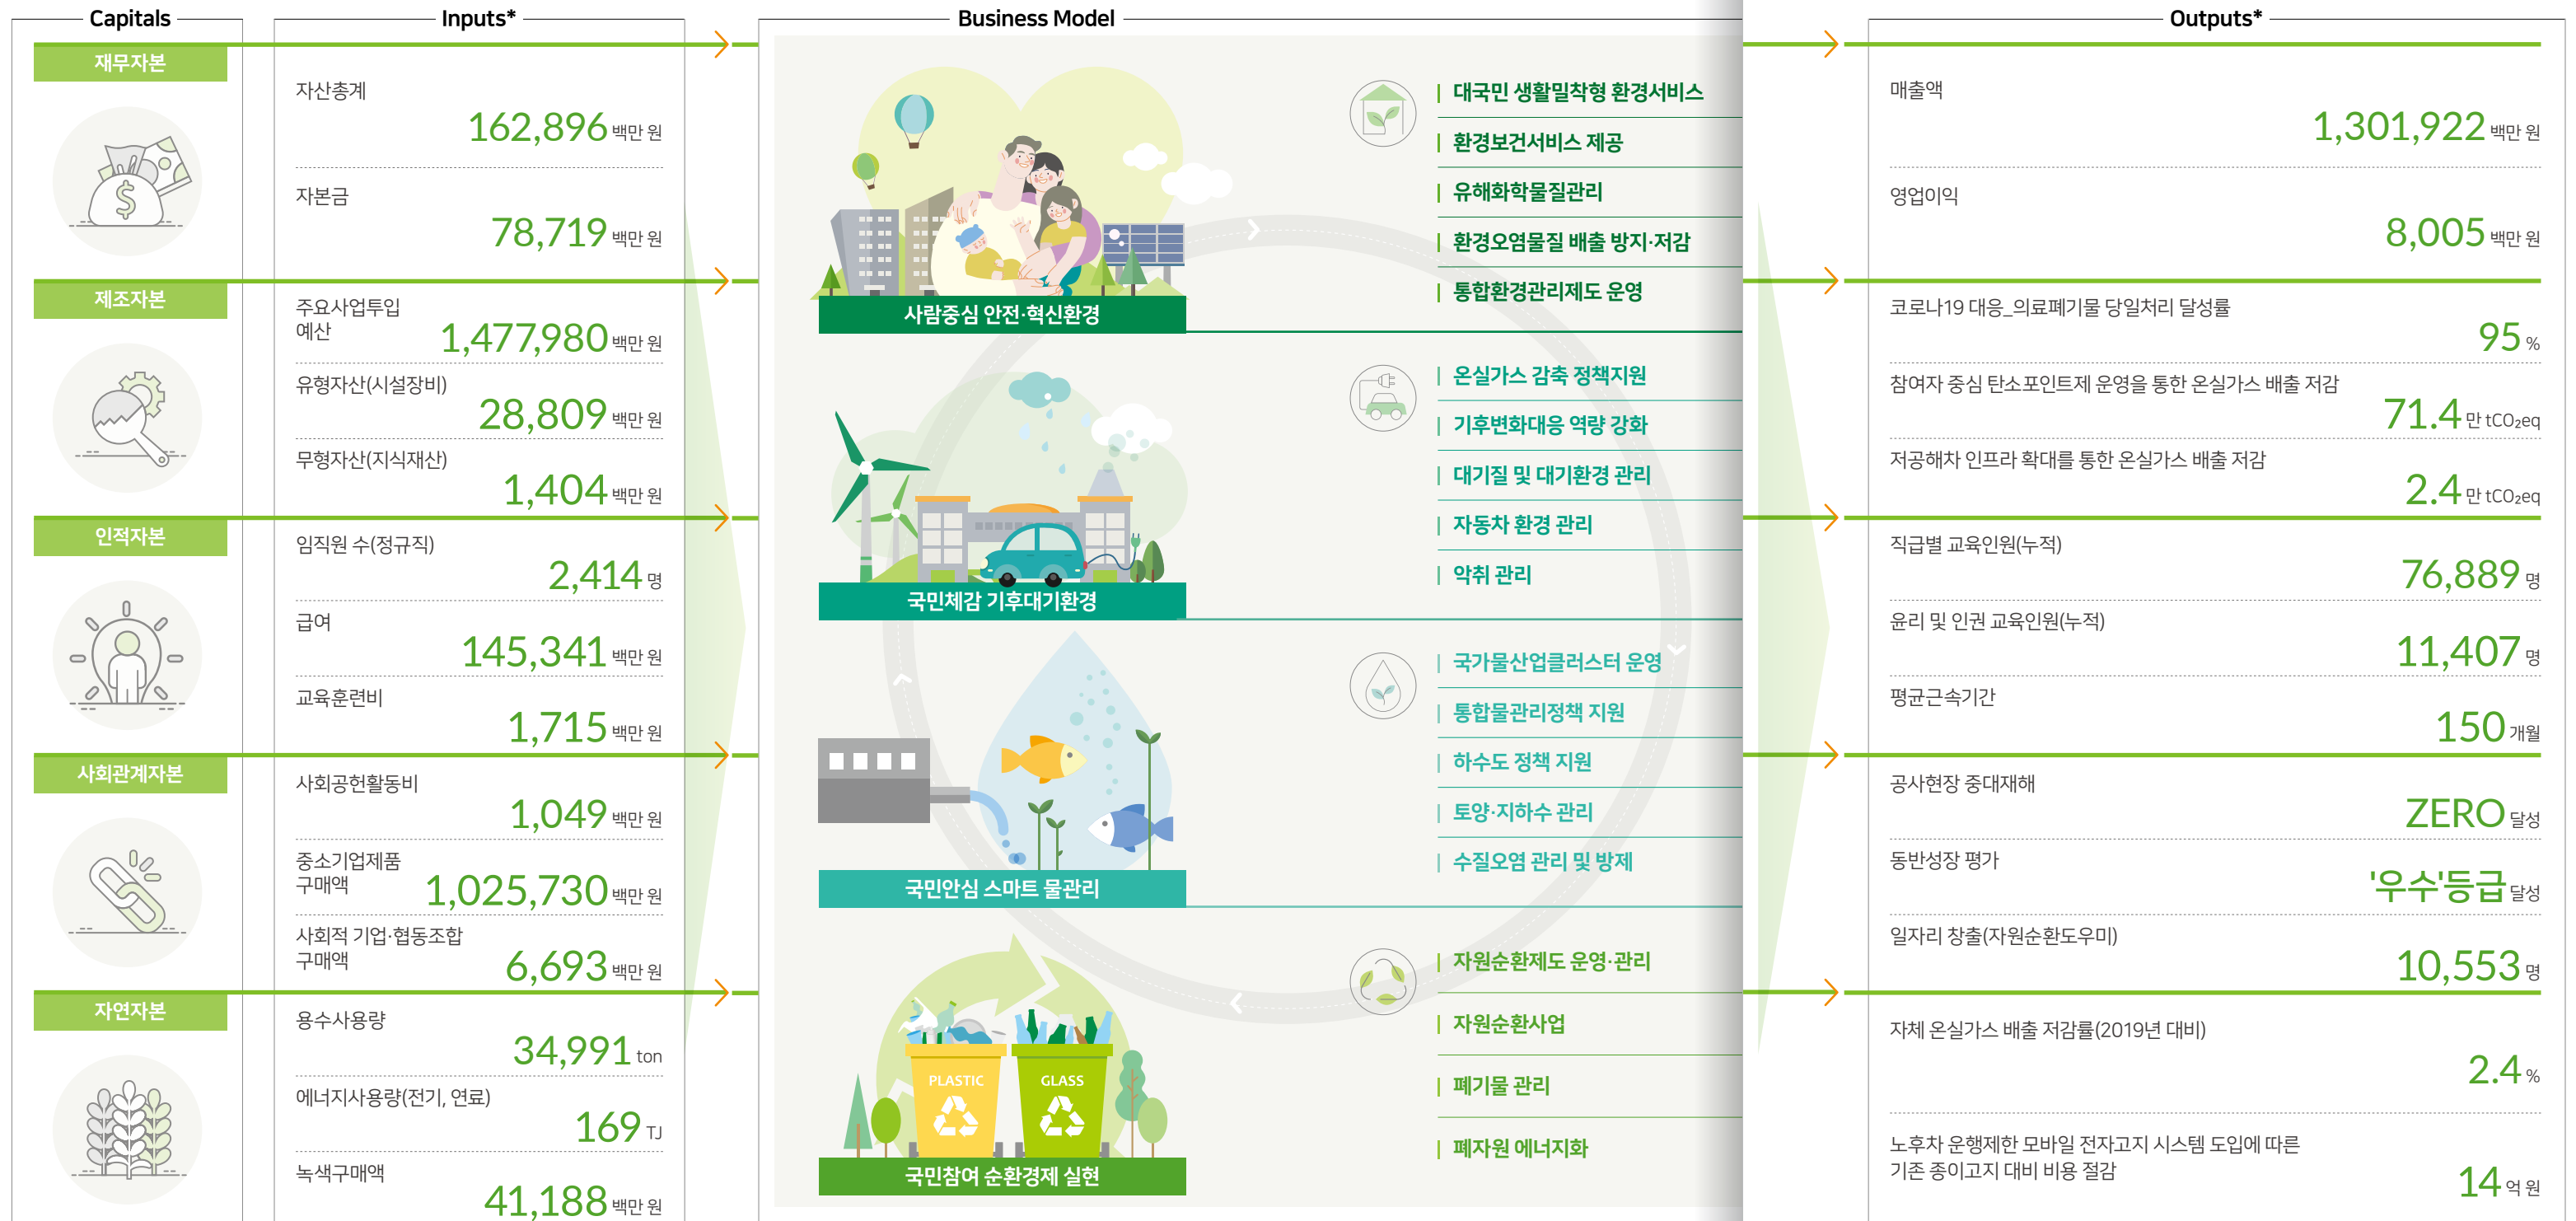 Capitals
Inputs*
Business Model
Outputs*
재무자본
자산총계
162,896 백만 원
자본금
78,719 백만 원
제조자본
주요사업투입
예산
1,477,980 백만 원
유형자산(시설장비)
28,809 백만 원
무형자산(지식재산)
1,404 백만 원
인적자본
임직원 수(정규직)
2,414 명
급여
145,341 백만 원
교육훈련비
1,715 백만 원
사회관계자본
사회공헌활동비
1,049 백만 원
중소기업제품
구매액
1,025,730 백만 원
사회적 기업·협동조합
구매액
6,693 백만 원
자연자본
용수사용량
34,991 ton
에너지사용량(전기, 연료)
169 TJ
녹색구매액
41,188 백만 원
사람중심 안전·혁신환경
대국민 생활밀착형 환경서비스
환경보건서비스 제공
유해화학물질관리
환경오염물질 배출 방지·저감
통합환경관리제도 운영
국민체감 기후대기환경
온실가스 감축 정책지원
기후변화대응 역량 강화
대기질 및 대기환경 관리
자동차 환경 관리
악취 관리
국민안심 스마트 물관리
국가물산업클러스터 운영
통합물관리정책 지원
하수도 정책 지원
토양·지하수 관리
수질오염 관리 및 방제
PLASTIC
GLASS
국민참여 순환경제 실현
자원순환제도 운영·관리
자원순환사업
폐기물 관리
폐자원 에너지화
매출액
1,301,922 백만 원
영업이익
8,005 백만 원
코로나19 대응_의료폐기물 당일처리 달성률
95 %
참여자 중심 탄소포인트제 운영을 통한 온실가스 배출 저감
71.4 만 tCO₂eq
저공해차 인프라 확대를 통한 온실가스 배출 저감
2.4 만 tCO₂eq
직급별 교육인원(누적)
76,889 명
윤리 및 인권 교육인원(누적)
11,407 명
평균근속기간
150 개월
공사현장 중대재해
ZERO 달성
동반성장 평가
'우수'등급 달성
일자리 창출(자원순환도우미)
10,553 명
자체 온실가스 배출 저감률(2019년 대비)
2.4 %
노후차 운행제한 모바일 전자고지 시스템 도입에 따른
기존 종이고지 대비 비용 절감
14 억 원